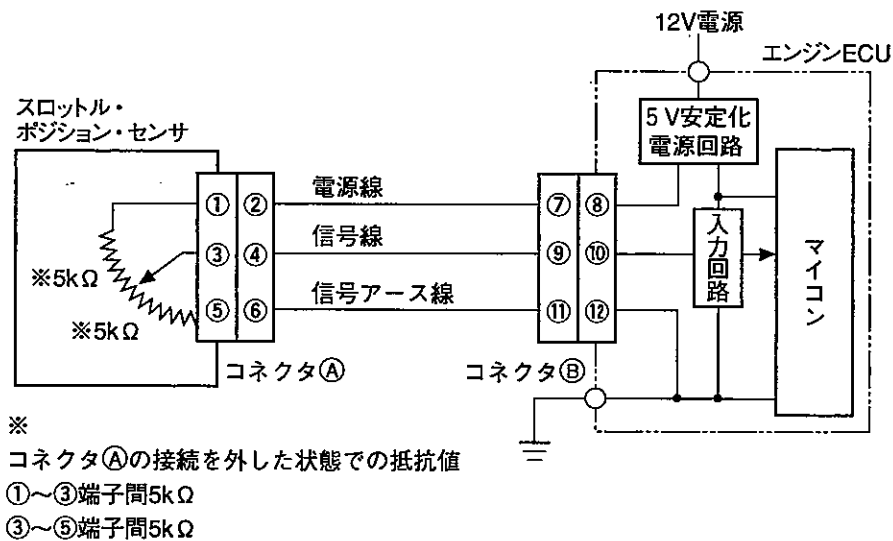 12V電源
エンジンECU
スロットル・
ポジション・センサ
5V安定化
電源回路
① ② 電源線 ⑦ ⑧
③ ④ 信号線 ⑨ ⑩
入力回路
マイコン
※5kΩ
※5kΩ
⑤ ⑥ 信号アース線 ⑪ ⑫
コネクタⒶ
コネクタⒷ
※
コネクタⒶの接続を外した状態での抵抗値
①～③端子間5kΩ
③～⑤端子間5kΩ